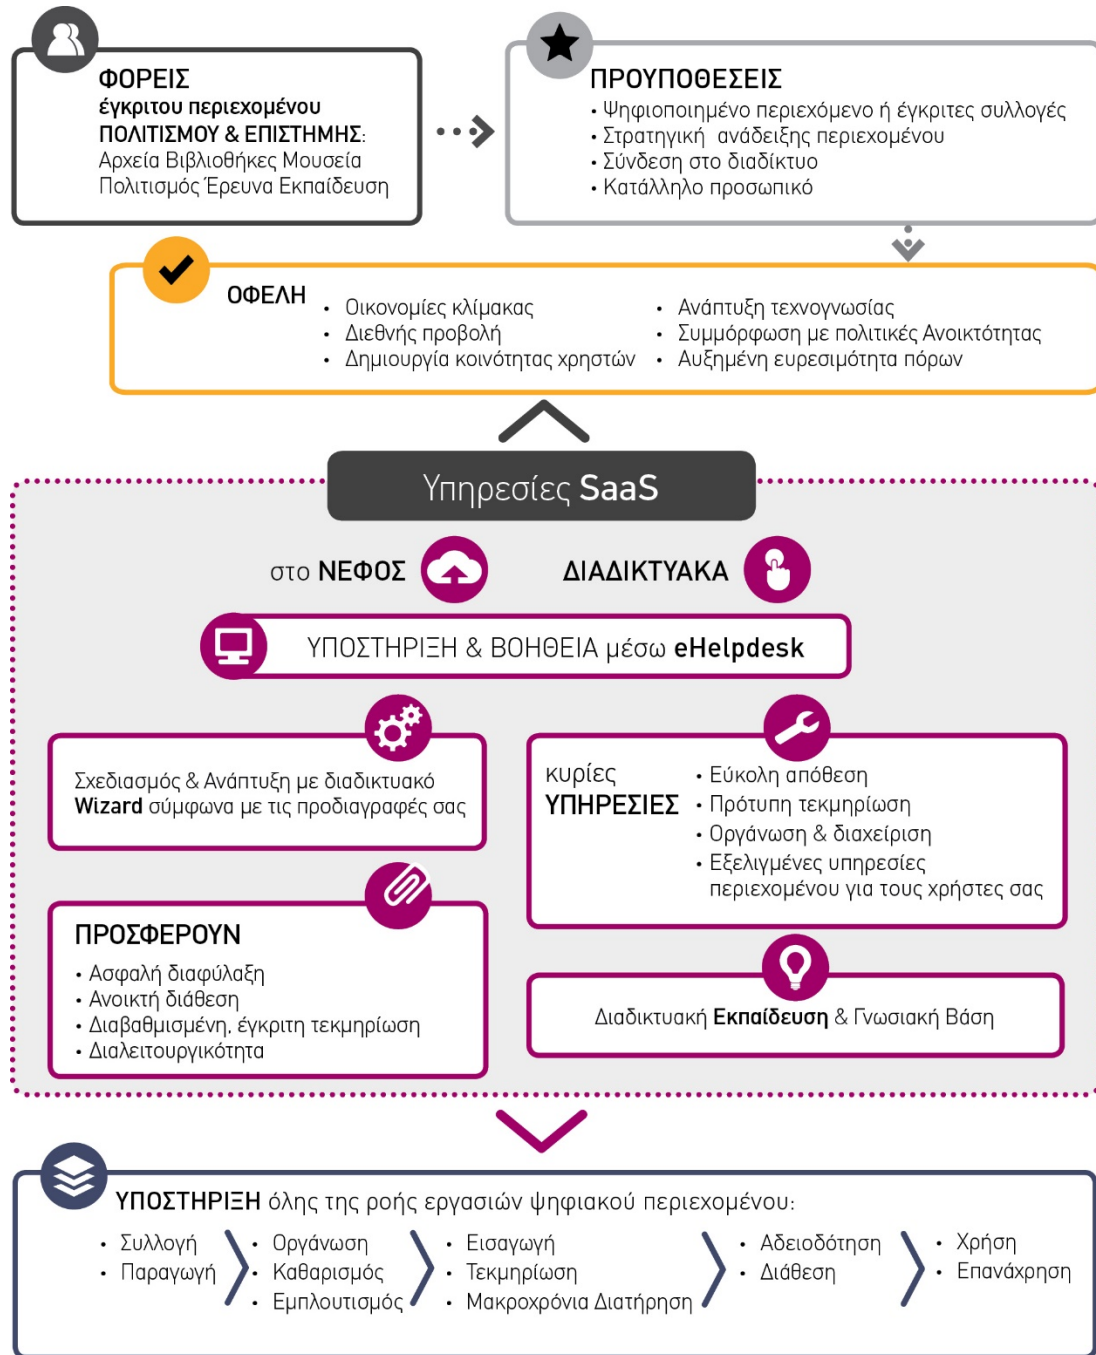 ΦΟΡΕΙΣ
έγκριτου περιεχομένου
ΠΟΛΙΤΙΣΜΟΥ & ΕΠΙΣΤΗΜΗΣ:
Αρχεία Βιβλιοθήκες Μουσεία
Πολιτισμός Έρευνα Εκπαίδευση
ΠΡΟΥΠΟΘΕΣΕΙΣ
• Ψηφιοποιημένο περιεχόμενο ή έγκριτες συλλογές
• Στρατηγική ανάδειξης περιεχομένου
• Σύνδεση στο διαδίκτυο
• Κατάλληλο προσωπικό
ΟΦΕΛΗ
• Οικονομίες κλίμακας
• Διεθνής προβολή
• Δημιουργία κοινότητας χρηστών
• Ανάπτυξη τεχνογνωσίας
• Συμμόρφωση με πολιτικές Ανοικτότητας
• Αυξημένη ευρεσιμότητα πόρων
Υπηρεσίες SaaS
στο ΝΕΦΟΣ
ΔΙΑΔΙΚΤΥΑΚΑ
ΥΠΟΣΤΗΡΙΞΗ & ΒΟΗΘΕΙΑ μέσω eHelpdesk
Σχεδιασμός & Ανάπτυξη με διαδικτυακό
Wizard σύμφωνα με τις προδιαγραφές σας
κυρίες
ΥΠΗΡΕΣΙΕΣ
• Εύκολη απόθεση
• Πρότυπη τεκμηρίωση
• Οργάνωση & διαχείριση
• Εξελιγμένες υπηρεσίες
περιεχομένου για τους χρήστες σας
ΠΡΟΣΦΕΡΟΥΝ
• Ασφαλή διαφύλαξη
• Ανοικτή διάθεση
• Διαβαθμισμένη, έγκριτη τεκμηρίωση
• Διαλειτουργικότητα
Διαδικτυακή Εκπαίδευση & Γνωσιακή Βάση
ΥΠΟΣΤΗΡΙΞΗ όλης της ροής εργασιών ψηφιακού περιεχομένου:
• Συλλογή
• Παραγωγή
• Οργάνωση
• Καθαρισμός
• Εμπλουτισμός
• Εισαγωγή
• Τεκμηρίωση
• Μακροχρόνια Διατήρηση
• Αδειοδότηση
• Διάθεση
• Χρήση
• Επανάχρηση